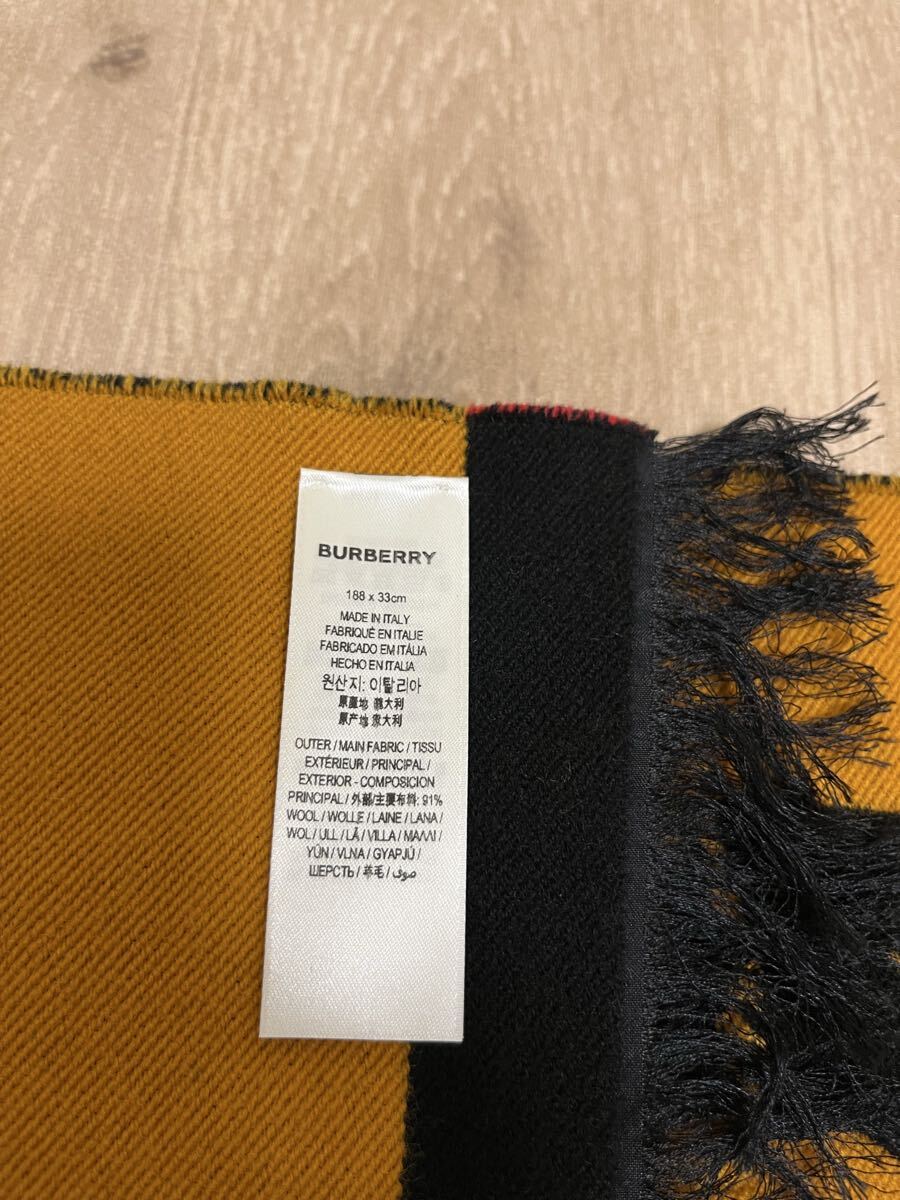 BURBERRY
188 x 33cm
MADE IN ITALY
FABRIQUÉ EN ITALIE
FABRICADO EM ITÁLIA
HECHO EN ITALIA
원산지: 이탈리아
原產地 義大利
原产地 意大利
OUTER / MAIN FABRIC / TISSU
EXTÉRIEUR / PRINCIPAL /
EXTERIOR - COMPOSICION
PRINCIPAL / 外部/主要布料: 91%
WOOL / WOLLE / LAINE / LANA /
WOL / ULL / LÃ / VILLA / ΜΑΛΛΙ /
YÜN / VLNA / GYAPJÚ /
ШЕРСТЬ / 羊毛 / صوف